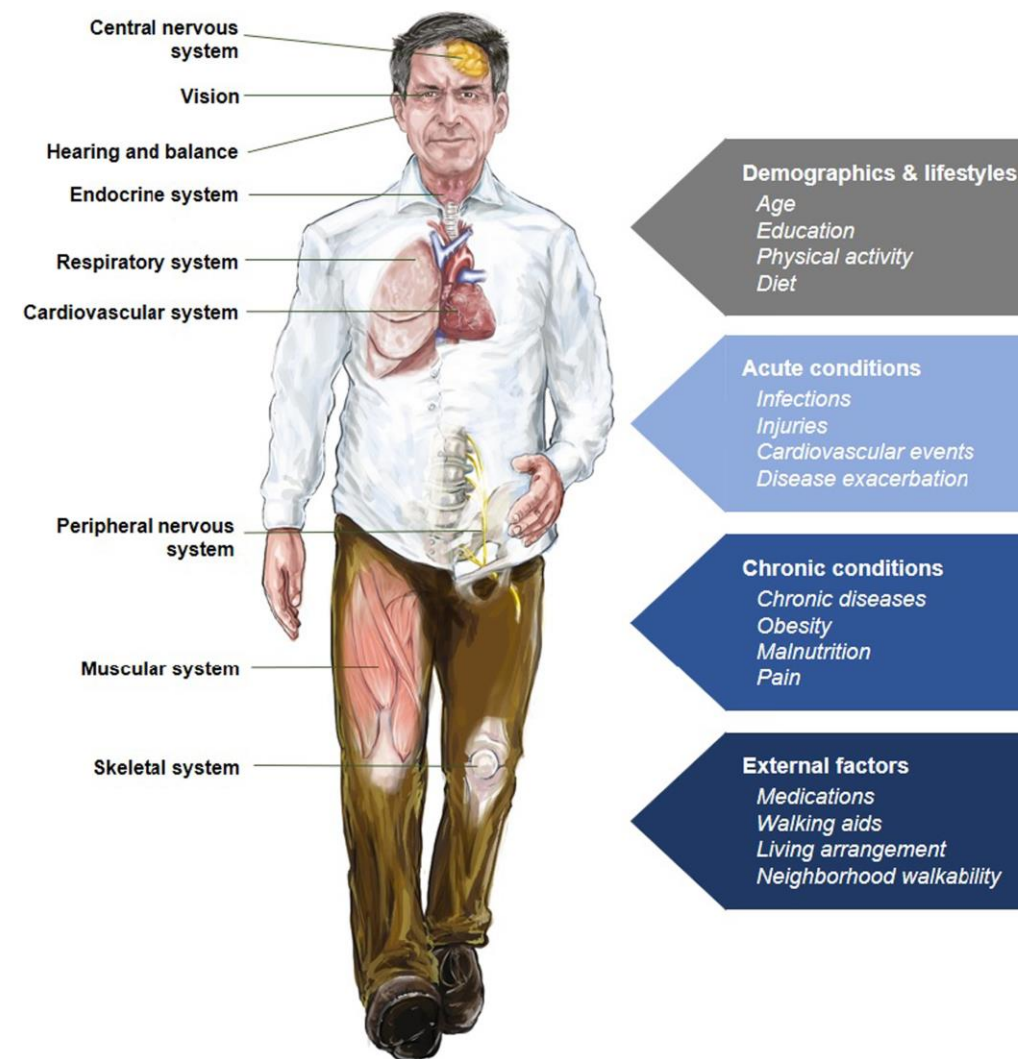 Central nervous
system
Vision
Hearing and balance
Endocrine system
Respiratory system
Cardiovascular system
Peripheral nervous
system
Muscular system
Skeletal system
Demographics & lifestyles
Age
Education
Physical activity
Diet
Acute conditions
Infections
Injuries
Cardiovascular events
Disease exacerbation
Chronic conditions
Chronic diseases
Obesity
Malnutrition
Pain
External factors
Medications
Walking aids
Living arrangement
Neighborhood walkability